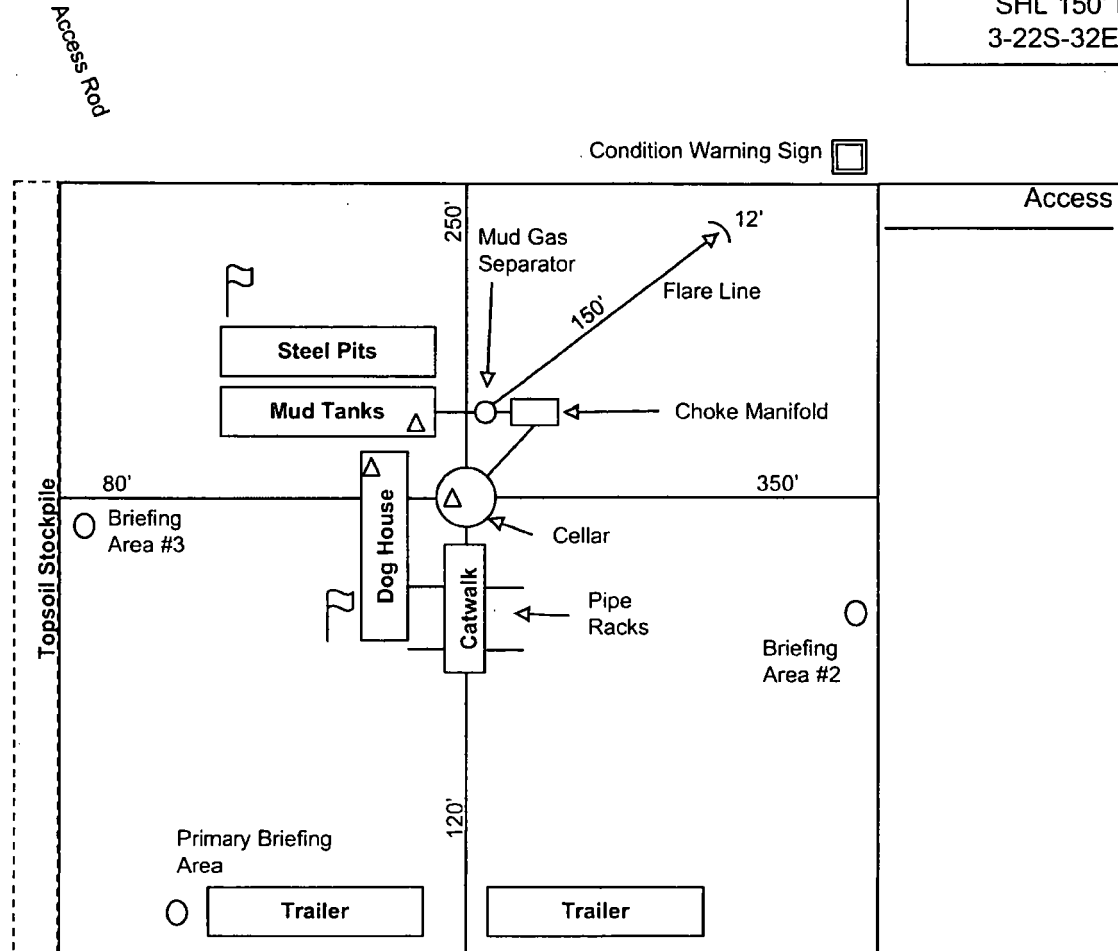 SHL 150'
3-22S-32E
Access Rod
Condition Warning Sign
Access
250'
12'
Mud Gas
Separator
Flare Line
150'
Steel Pits
Mud Tanks
Choke Manifold
80'
350'
Topsoil Stockpile
Briefing
Area #3
Dog House
Cellar
Catwalk
Pipe
Racks
Briefing
Area #2
120'
Primary Briefing
Area
Trailer
Trailer